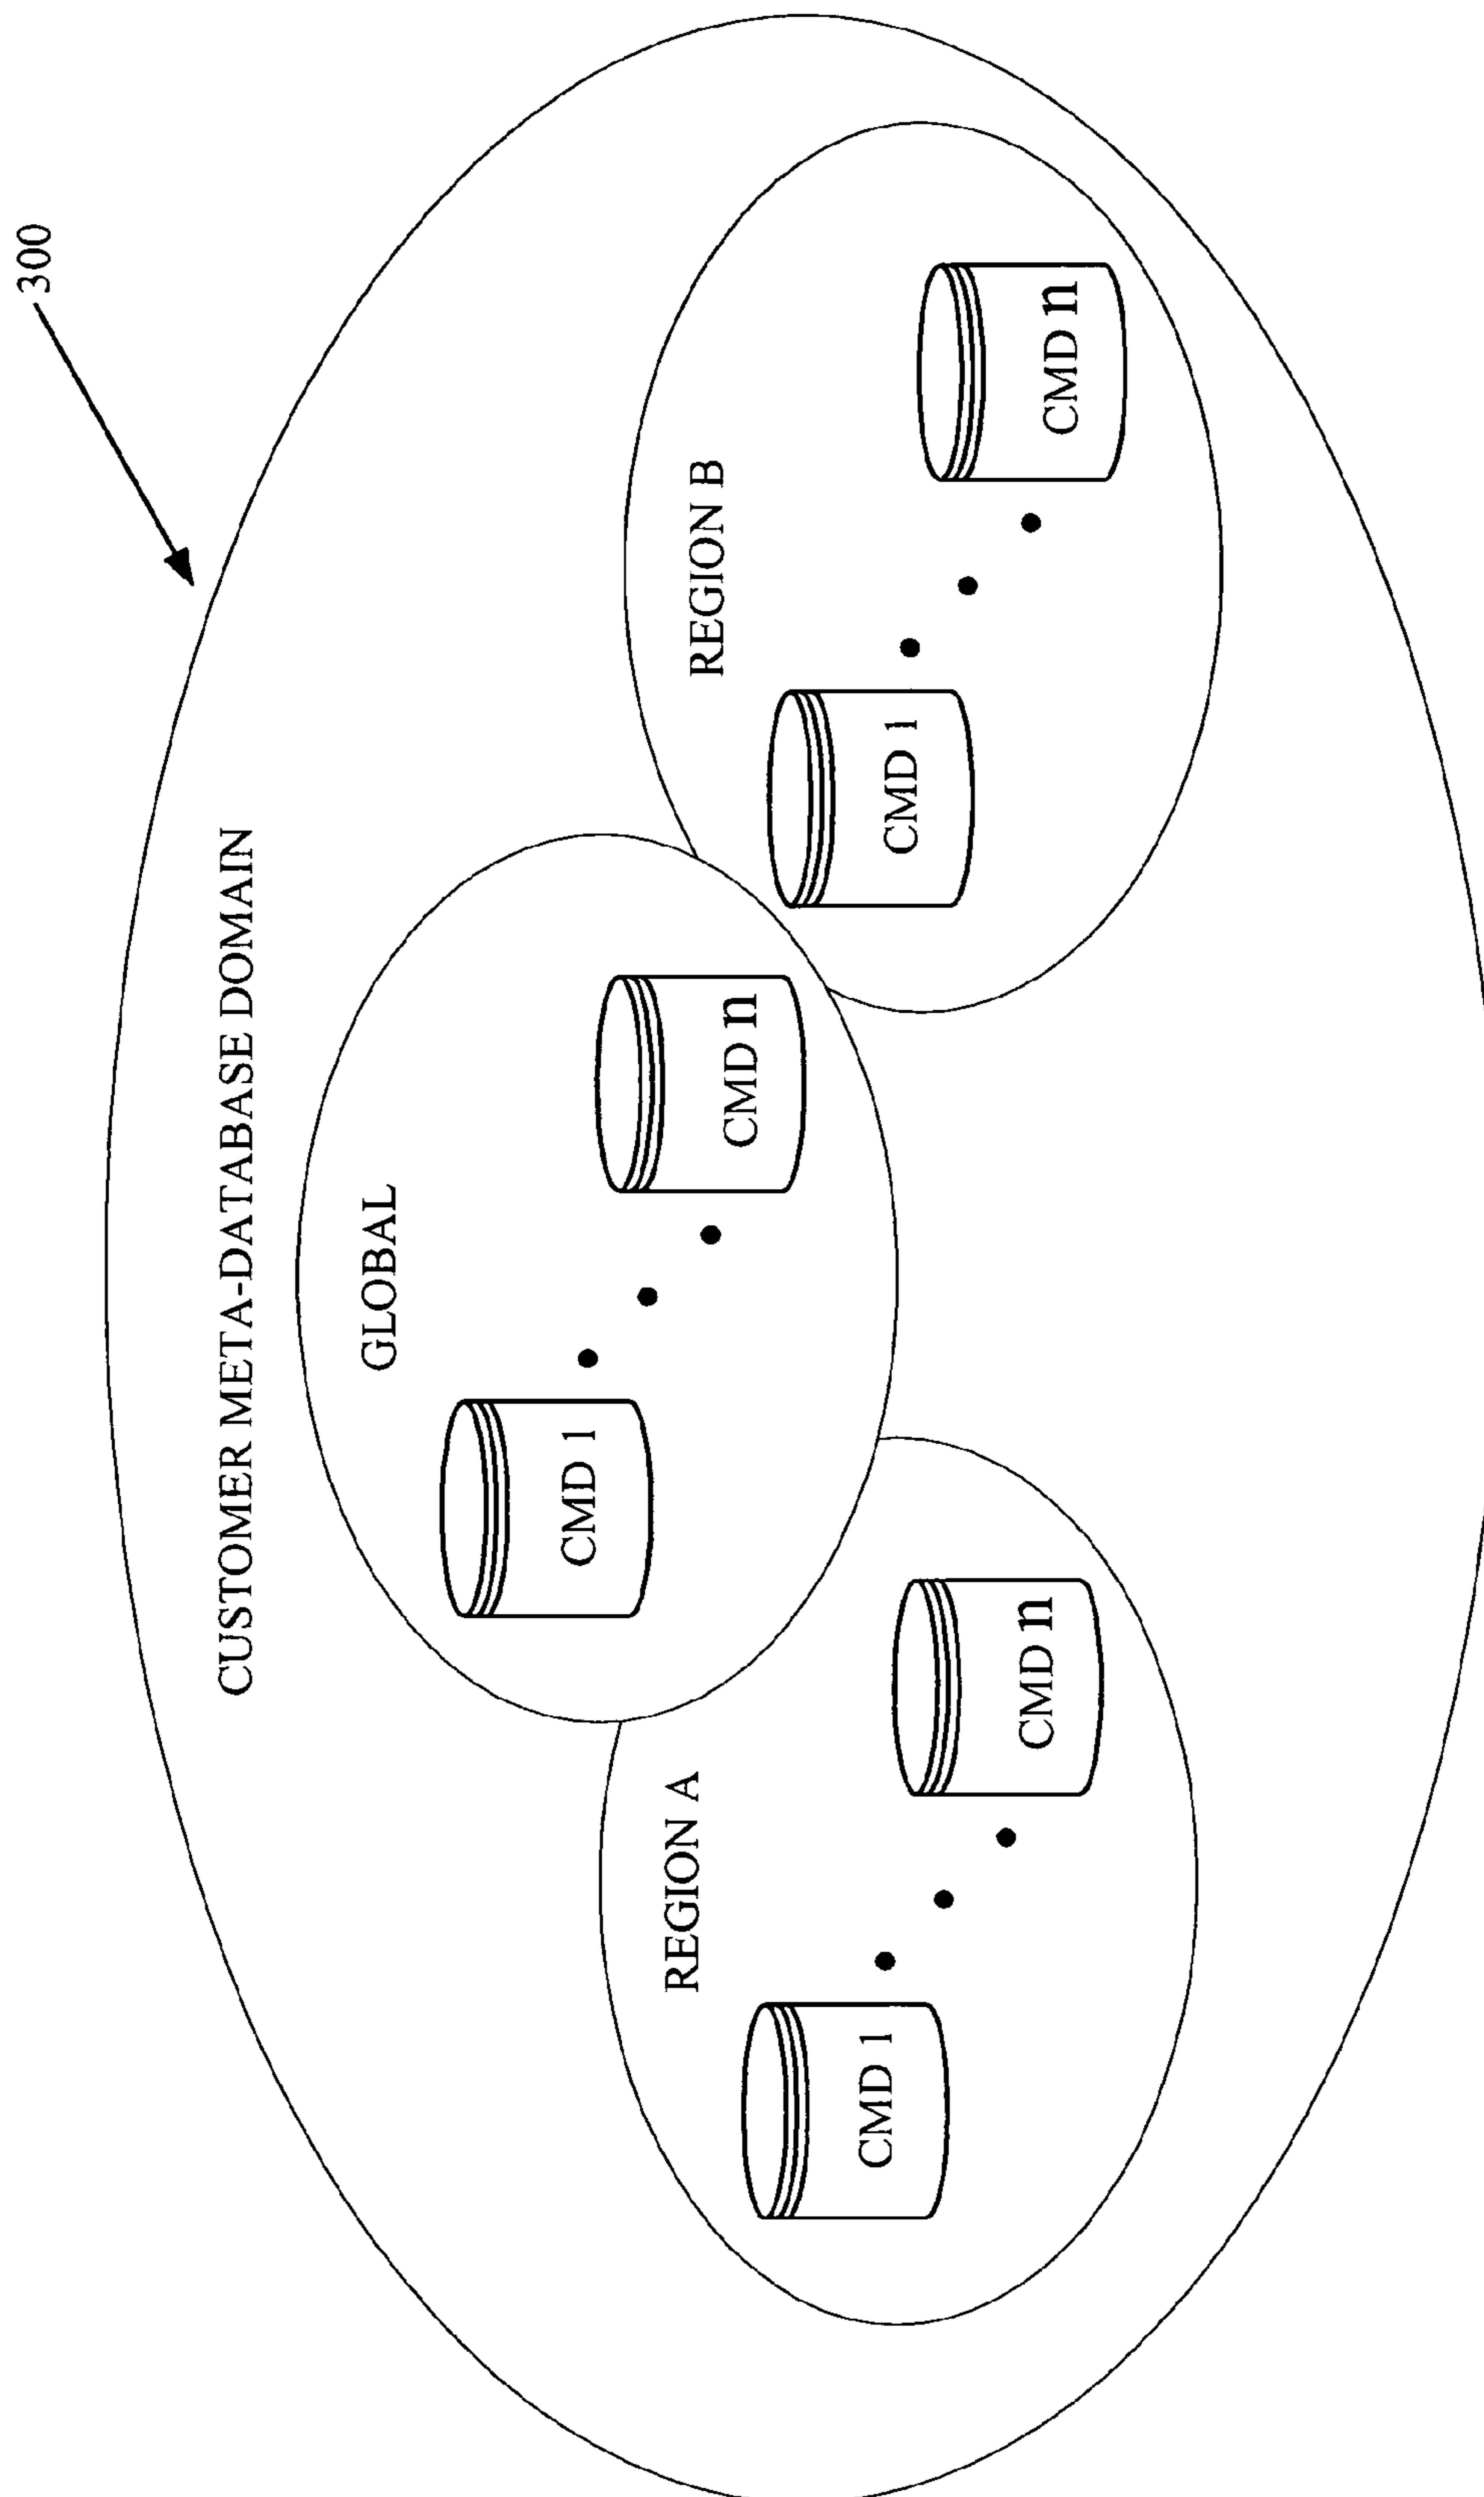 300
CUSTOMER META-DATABASE DOMAIN
GLOBAL
CMD 1
CMD n
REGION A
CMD 1
CMD n
REGION B
CMD 1
CMD n